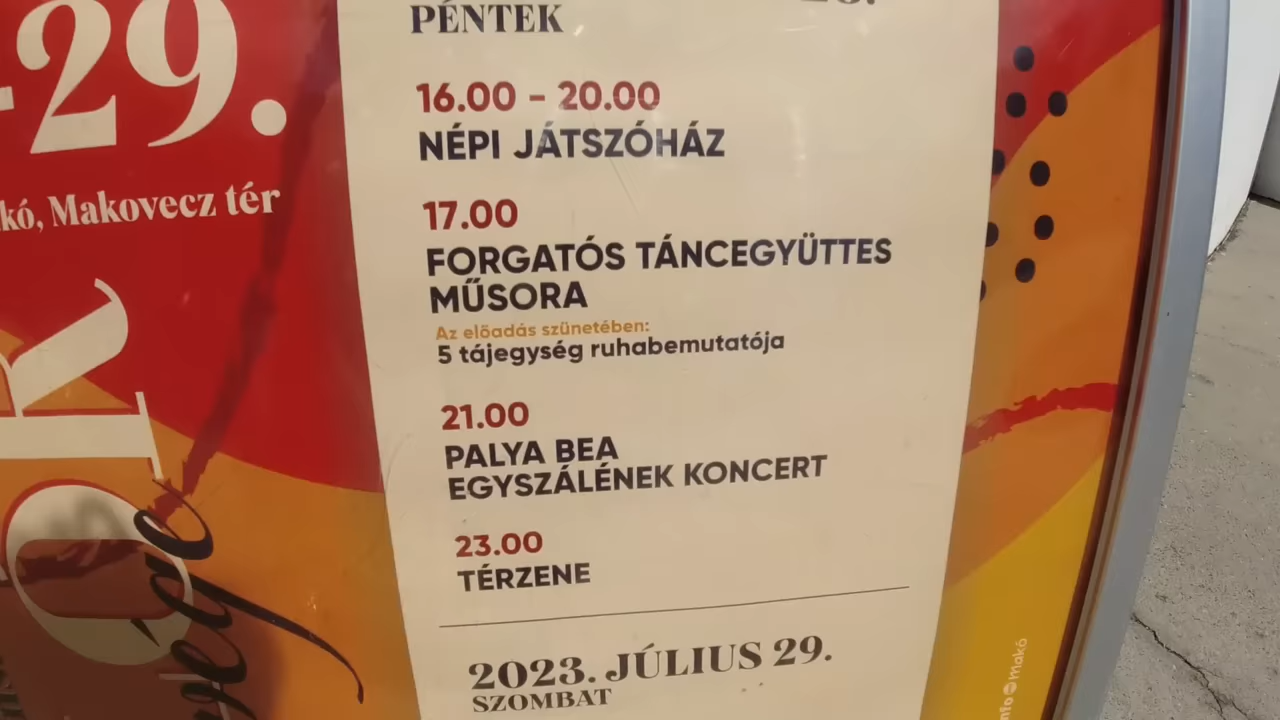 -29.
kó, Makovecz tér
PÉNTEK
16.00 - 20.00
NÉPI JÁTSZÓHÁZ
17.00
FORGATÓS TÁNCEGYÜTTES
MŰSORA
Az előadás szünetében:
5 tájegység ruhabemutatója
21.00
PALYA BEA
EGYSZÁLÉNEK KONCERT
23.00
TÉRZENE
2023. JÚLIUS 29.
SZOMBAT
makó